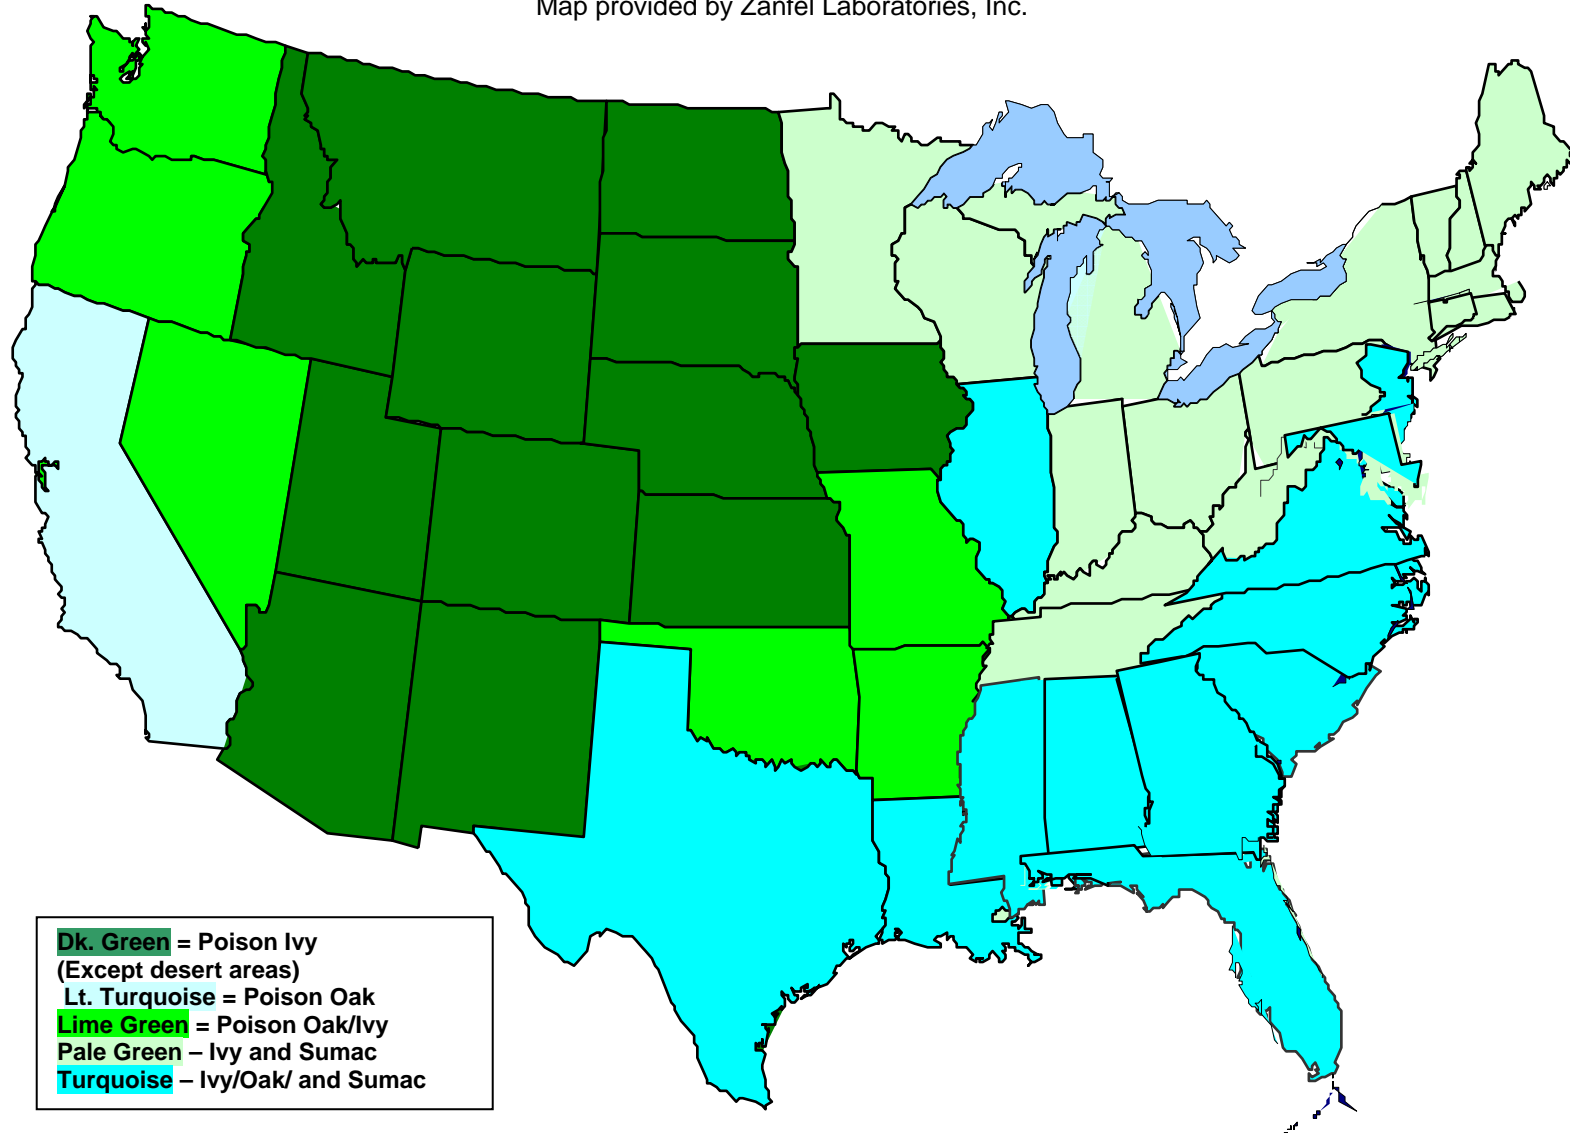 Map provided by Zanfel Laboratories, Inc.
Dk. Green = Poison Ivy
(Except desert areas)
Lt. Turquoise = Poison Oak
Lime Green = Poison Oak/Ivy
Pale Green – Ivy and Sumac
Turquoise – Ivy/Oak/ and Sumac